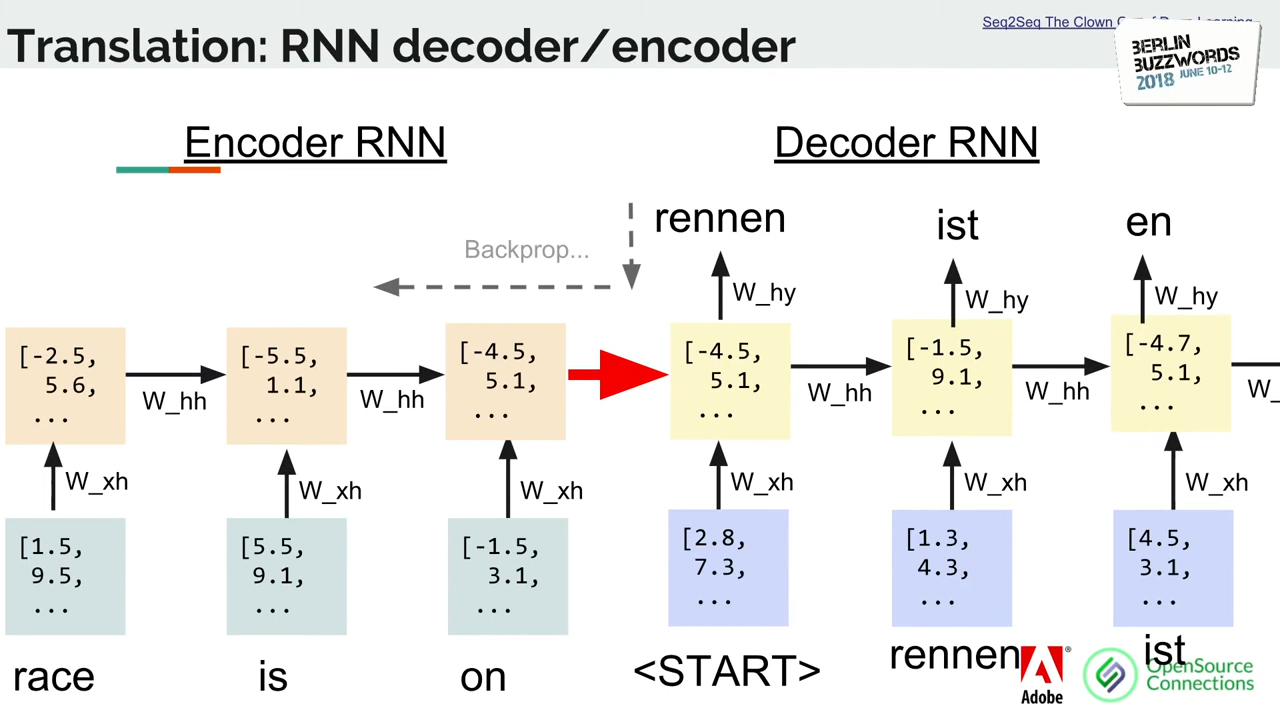 Seq2Seq The Clown
Translation: RNN decoder/encoder
BERLIN
BUZZWORDS
2018 JUNE 10-12
Encoder RNN
Decoder RNN
Backprop...
rennen
ist
en
W_hy
W_hy
W_hy
[-2.5,
5.6,
...
W_hh
[-5.5,
1.1,
...
W_hh
[-4.5,
5.1,
...
[-4.5,
5.1,
...
W_hh
[-1.5,
9.1,
...
W_hh
[-4.7,
5.1,
...
W_
W_xh
W_xh
W_xh
W_xh
W_xh
W_xh
[1.5,
9.5,
...
[5.5,
9.1,
...
[-1.5,
3.1,
...
[2.8,
7.3,
...
[1.3,
4.3,
...
[4.5,
3.1,
...
race
is
on
<START>
rennen
ist
Adobe
OpenSource
Connections